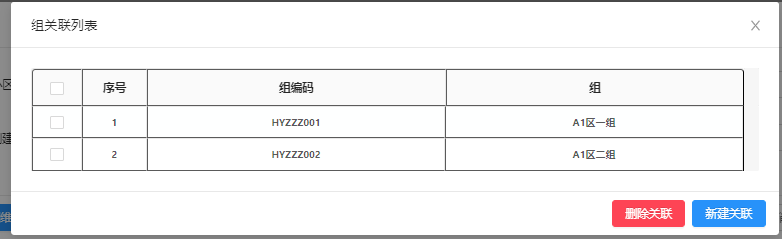 组关联列表
序号 组编码 组
1 HYZZZ001 A1区一组
2 HYZZZ002 A1区二组
删除关联 新建关联